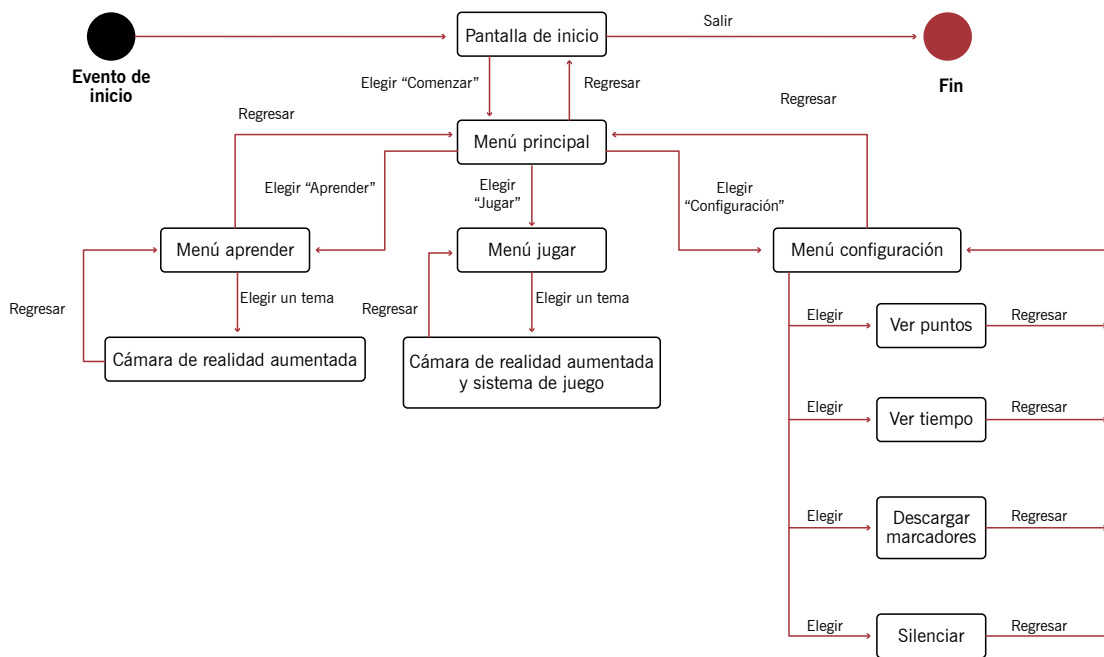 Salir
Pantalla de inicio
Evento de
inicio
Elegir “Comenzar”
Regresar
Fin
Regresar
Regresar
Menú principal
Elegir “Aprender”
Elegir
“Jugar”
Elegir
“Configuración”
Menú aprender
Menú jugar
Menú configuración
Regresar
Elegir un tema
Regresar
Elegir un tema
Elegir
Ver puntos
Regresar
Cámara de realidad aumentada
Cámara de realidad aumentada
y sistema de juego
Elegir
Ver tiempo
Regresar
Elegir
Descargar
marcadores
Regresar
Elegir
Silenciar
Regresar